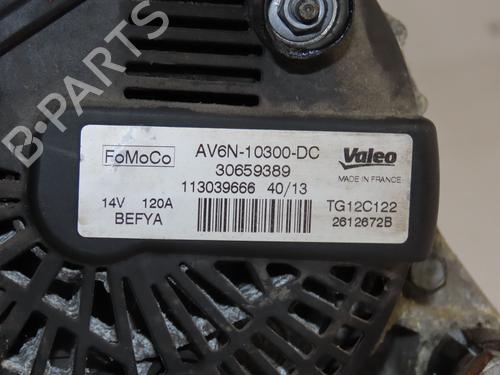 FoMoCo
AV6N-10300-DC
30659389
113039666 40/13
14V 120A
BEFYA
Valeo
MADE IN FRANCE
TG12C122
2612672B
B-PARTS